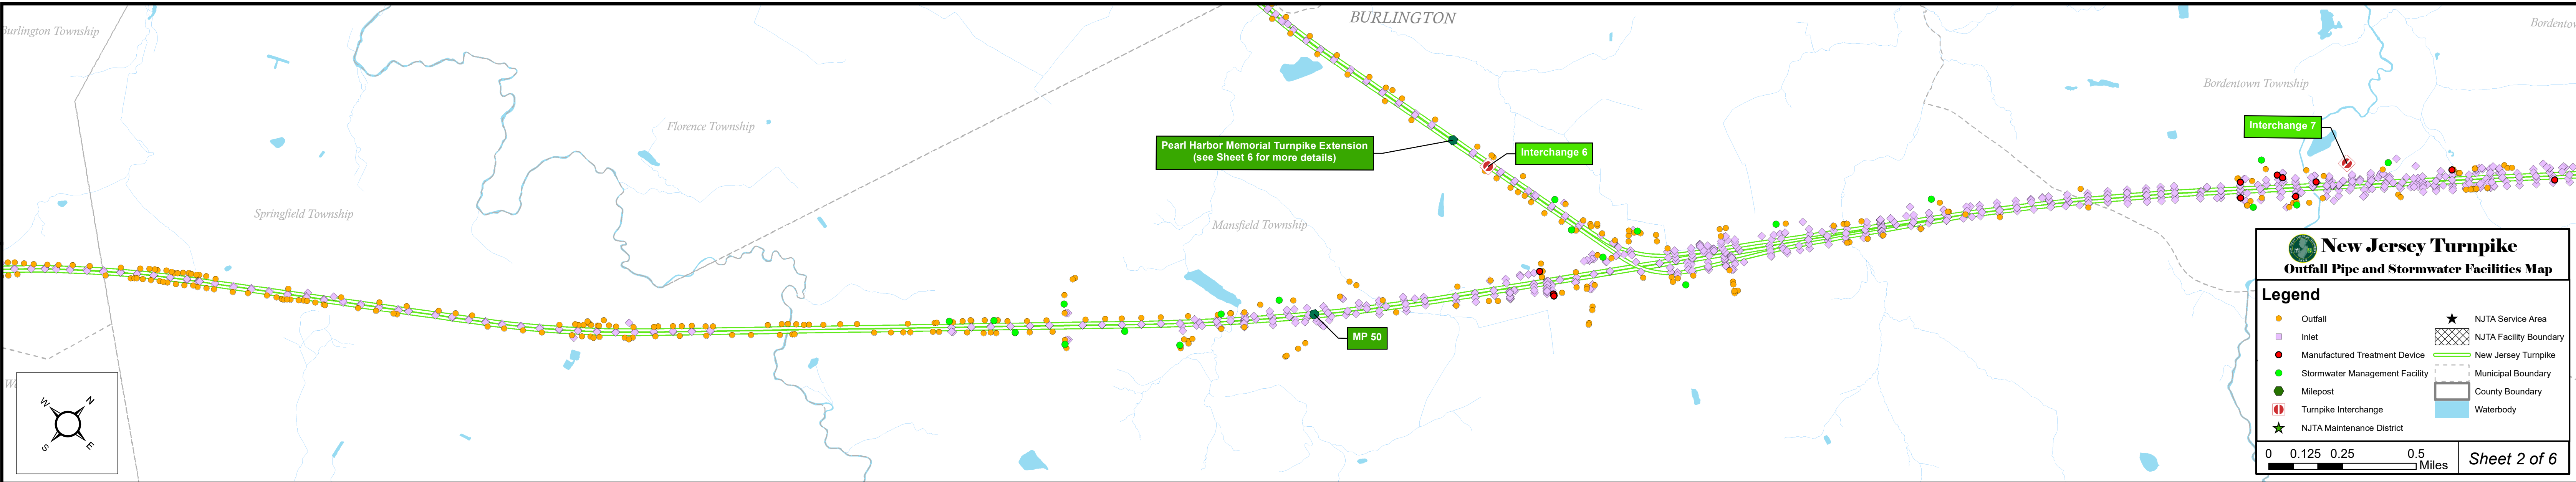 Burlington Township
BURLINGTON
Bordentown Township
Florence Township
Pearl Harbor Memorial Turnpike Extension
(see Sheet 6 for more details)
Interchange 6
Interchange 7
Springfield Township
Mansfield Township
MP 50
W
N
S
E
New Jersey Turnpike
Outfall Pipe and Stormwater Facilities Map
Legend
Outfall
Inlet
Manufactured Treatment Device
Stormwater Management Facility
Milepost
Turnpike Interchange
NJTA Maintenance District
NJTA Service Area
NJTA Facility Boundary
New Jersey Turnpike
Municipal Boundary
County Boundary
Waterbody
0 0.125 0.25 0.5
Miles
Sheet 2 of 6